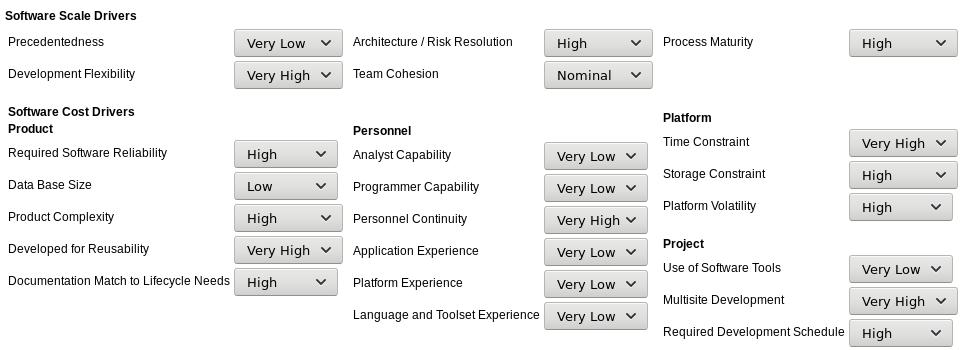 Software Scale Drivers
Precedentedness Very Low Architecture / Risk Resolution High Process Maturity High
Development Flexibility Very High Team Cohesion Nominal
Software Cost Drivers
Product
Required Software Reliability High
Data Base Size Low
Product Complexity High
Developed for Reusability Very High
Documentation Match to Lifecycle Needs High
Personnel
Analyst Capability Very Low
Programmer Capability Very Low
Personnel Continuity Very High
Application Experience Very Low
Platform Experience Very Low
Language and Toolset Experience Very Low
Platform
Time Constraint Very High
Storage Constraint High
Platform Volatility High
Project
Use of Software Tools Very Low
Multisite Development Very High
Required Development Schedule High